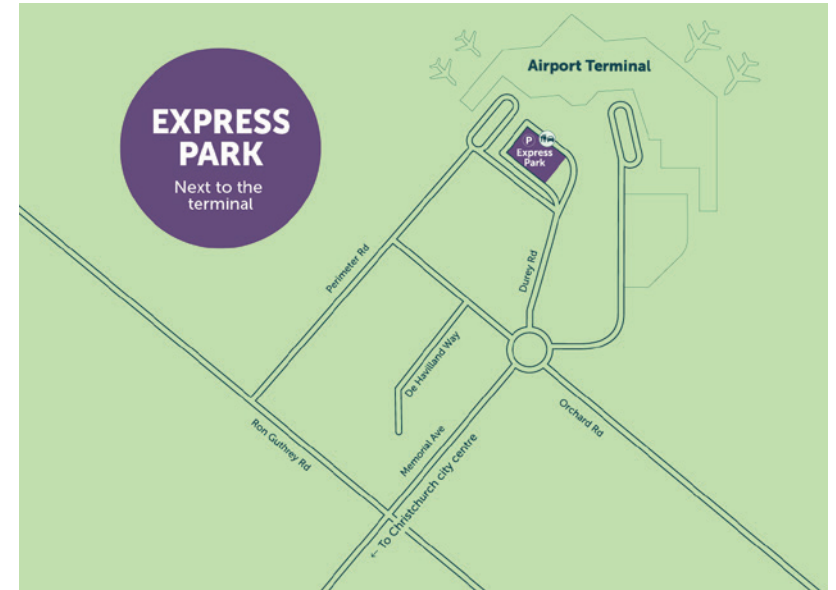 EXPRESS
PARK
Next to the
terminal
Airport Terminal
P
Express
Park
Perimeter Rd
Durey Rd
De Havilland Way
Orchard Rd
Ron Guthrey Rd
Memorial Ave
← To Christchurch city centre